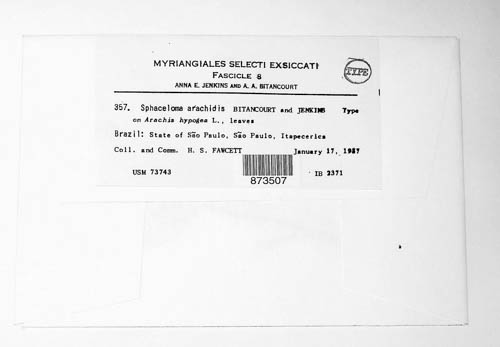 MYRIANGIALES SELECTI EXSICCATI
FASCICLE 8
ANNA E. JENKINS AND A. A. BITANCOURT
TYPE
357. Sphaceloma arachidis BITANCOURT and JENKINS Type
on Arachis hypogea L., leaves
Brazil: State of São Paulo, São Paulo, Itapecerica
Coll. and Comm. H. S. FAWCETT January 17, 1937
USM 73743
IB 2371
873507